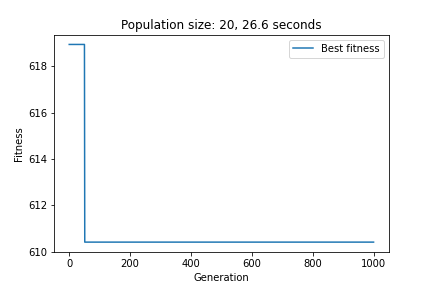 Population size: 20, 26.6 seconds
Best fitness
Fitness
618
616
614
612
610
0
200
400
600
800
1000
Generation